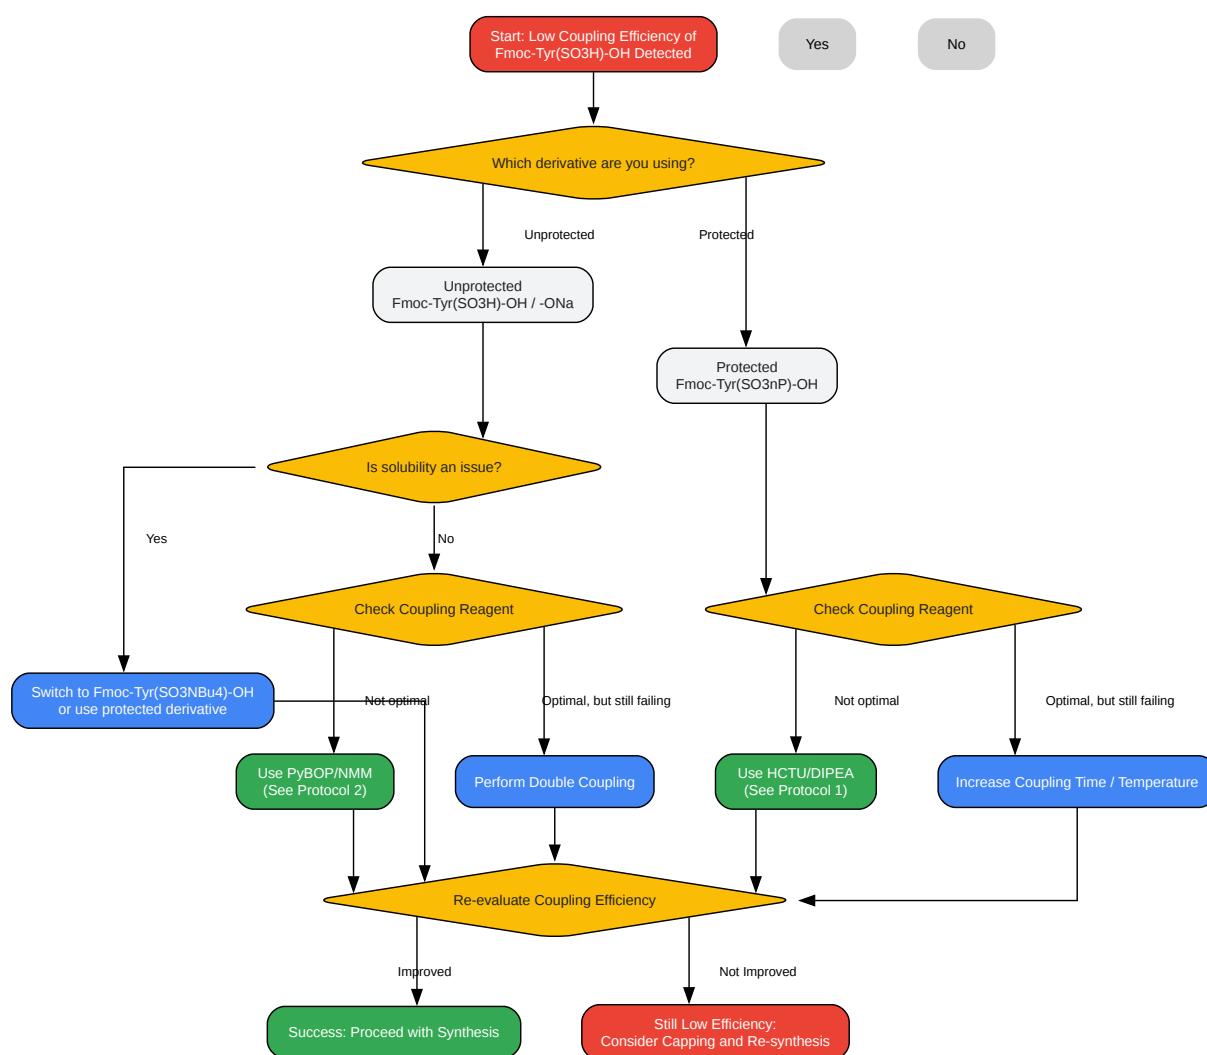 Start: Low Coupling Efficiency of
Fmoc-Tyr(SO3H)-OH Detected
Yes
No
Which derivative are you using?
Unprotected
Protected
Unprotected
Fmoc-Tyr(SO3H)-OH / -ONa
Protected
Fmoc-Tyr(SO3nP)-OH
Is solubility an issue?
Yes
No
Check Coupling Reagent
Check Coupling Reagent
Switch to Fmoc-Tyr(SO3NBu4)-OH
or use protected derivative
Not optimal
Optimal, but still failing
Not optimal
Optimal, but still failing
Use PyBOP/NMM
(See Protocol 2)
Perform Double Coupling
Use HCTU/DIPEA
(See Protocol 1)
Increase Coupling Time / Temperature
Re-evaluate Coupling Efficiency
Improved
Not Improved
Success: Proceed with Synthesis
Still Low Efficiency:
Consider Capping and Re-synthesis